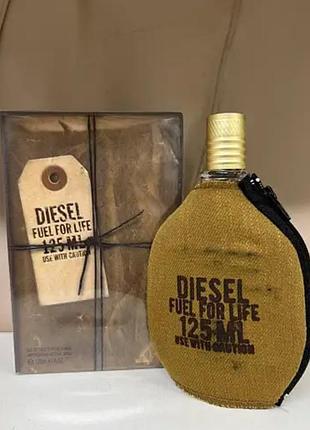 DIESEL
FUEL FOR LIFE
125 ML
USE WITH CAUTION
DIESEL
FUEL FOR LIFE
125 ML
USE WITH CAUTION